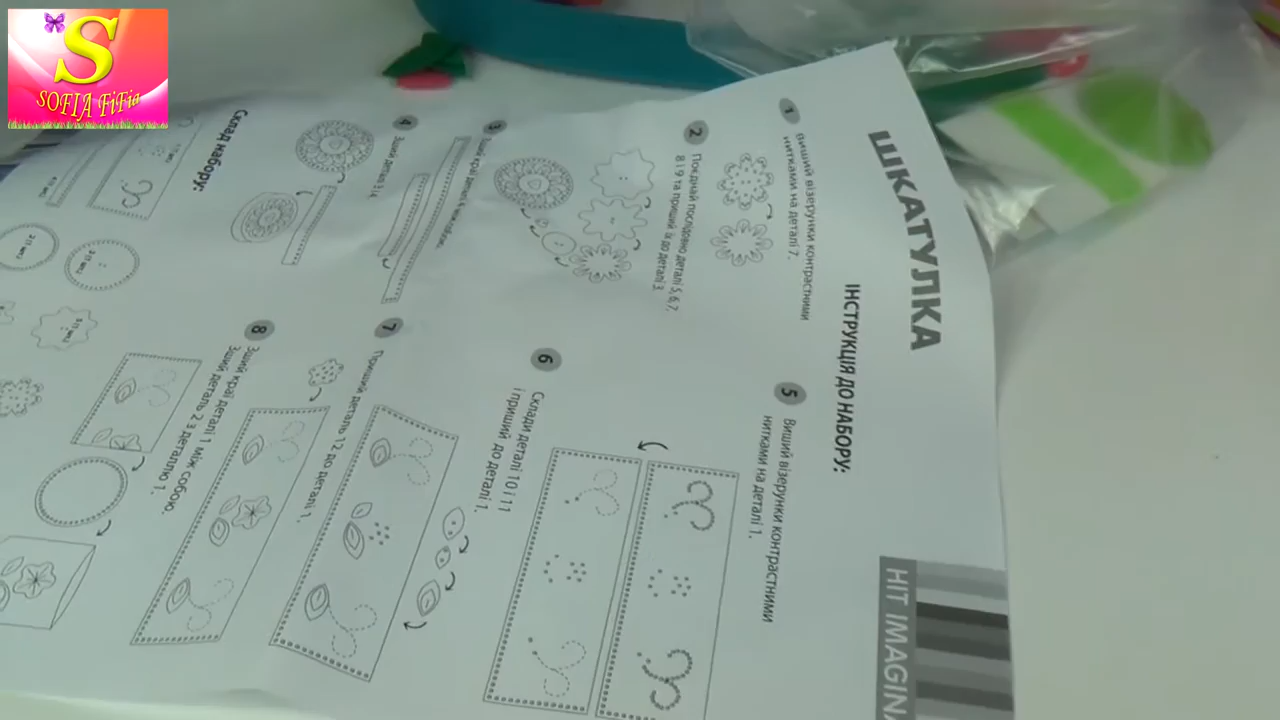 S
SOFIA FiFia
ШКАТУЛКА
ІНСТРУКЦІЯ ДО НАБОРУ:
1
Виший візерунки контрастними
нитками на деталі 7.
2
Поєднай послідовно деталі 5, 6, 7,
8 і 9 та приший їх до деталі 3.
3
4
Зший деталі 3 і 4
5
Виший візерунки контрастними
нитками на деталі 1.
6
Склади деталі 10 і 11
і приший до деталі 1.
7
Приший деталь 12 до деталі 1.
8
Зший краї деталі 1 між собою.
Зший деталь 2 з деталлю 1.
Склад набору:
HIT IMAGINA